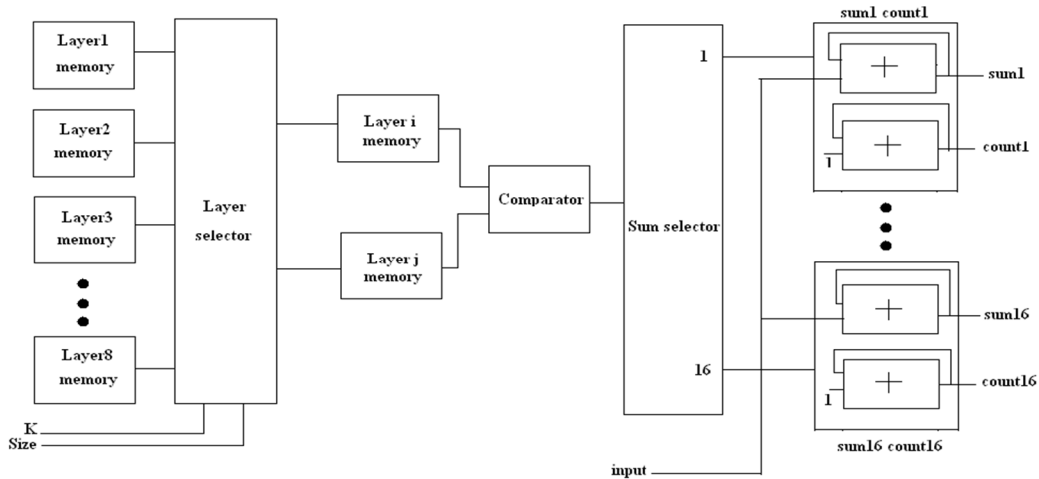 Layer1
memory
Layer2
memory
Layer3
memory
Layer8
memory
K
Size
Layer
selector
Layer i
memory
Layer j
memory
Comparator
Sum selector
1
16
input
sum1 count1
+
sum1
+
1
count1
+
sum16
+
1
count16
sum16 count16